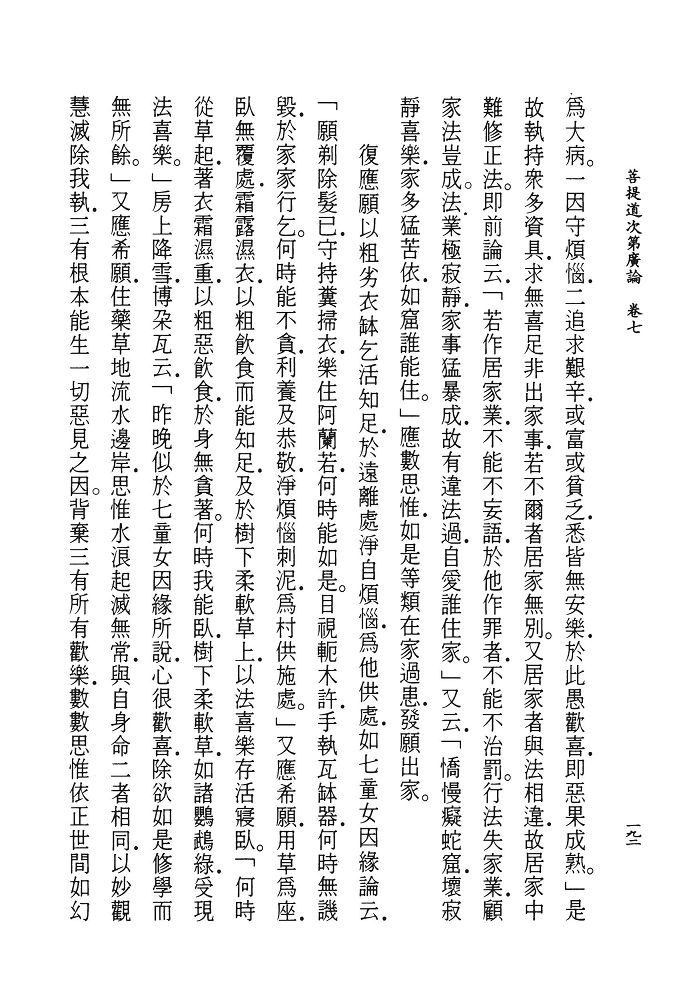 菩提道次第廣論　卷七
一九二
爲大病。一因守煩惱．二追求艱辛．或富或貧乏．悉皆無安樂．於此愚歡喜．即惡果成熟。」是
故執持衆多資具．求無喜足非出家事．若不爾者居家無別。又居家者與法相違．故居家中
難修正法。即前論云．「若作居家業．不能不妄語．於他作罪者．不能不治罰。行法失家業．顧
家法豈成。法業極寂靜．家事猛暴成．故有違法過．自愛誰住家。」又云．「憍慢癡蛇窟．壞寂
靜喜樂．家多猛苦依．如窟誰能住。」應數思惟．如是等類在家過患．發願出家。
復應願以粗劣衣鉢乞活知足．於遠離處淨自煩惱．爲他供處．如七童女因緣論云．
「願剃除髮已．守持糞掃衣．樂住阿蘭若．何時能如是。目視軛木許．手執瓦鉢器．何時無譏
毀．於家家行乞。何時能不貪．利養及恭敬．淨煩惱刺泥．爲村供施處。」又應希願．用草爲座．
臥無覆處．霜露濕衣．以粗飲食而能知足．及於樹下柔軟草上．以法喜樂存活寢臥。「何時
從草起．著衣霜濕重．以粗惡飲食．於身無貪著。何時我能臥．樹下柔軟草．如諸鸚鵡綠．受現
法喜樂。」房上降雪．博朶瓦云．「昨晚似於七童女因緣所說．心很歡喜．除欲如是修學而
無所餘。」又應希願．住藥草地流水邊岸．思惟水浪起滅無常．與自身命二者相同．以妙觀
慧滅除我執．三有根本能生一切惡見之因。背棄三有所有歡樂．數數思惟依正世間如幻